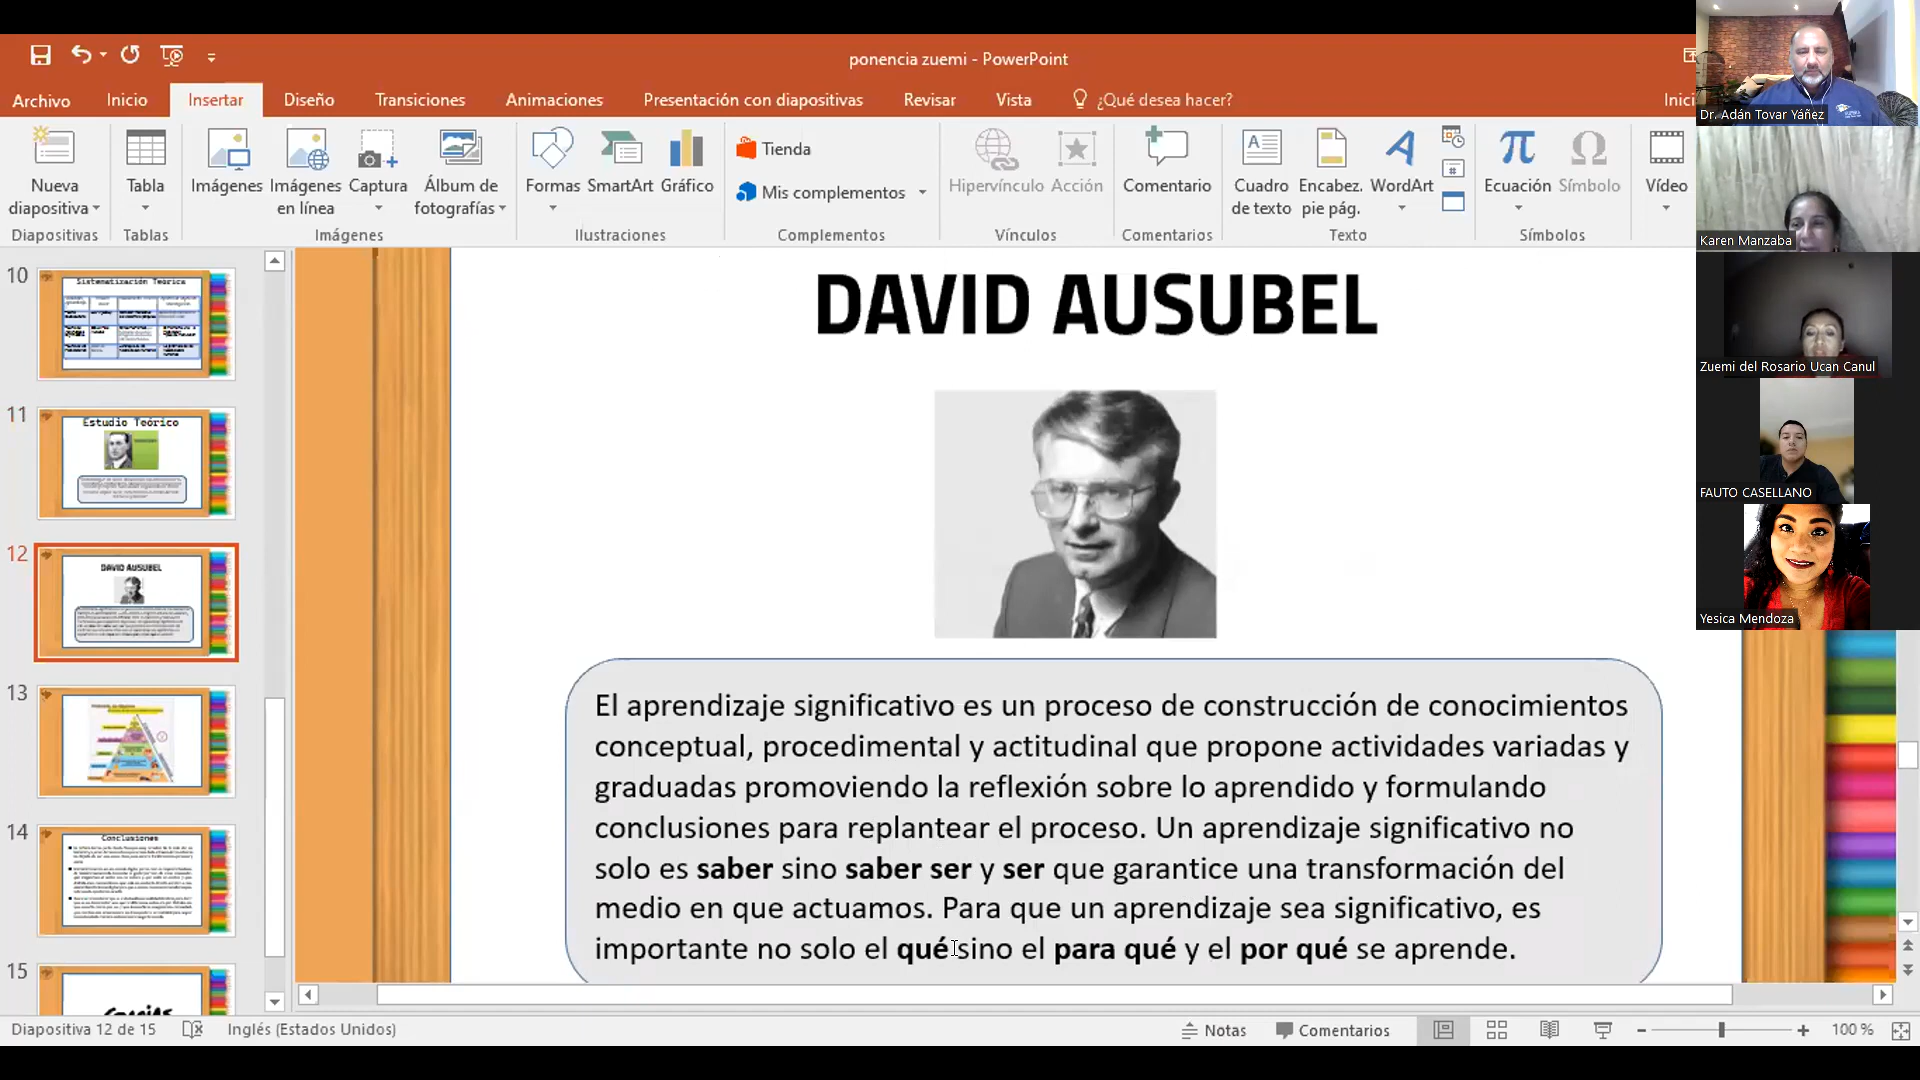 ponencia zuemi - PowerPoint
Archivo
Inicio
Insertar
Diseño
Transiciones
Animaciones
Presentación con diapositivas
Revisar
Vista
¿Qué desea hacer?
Nueva
diapositiva
Tabla
Imágenes
Imágenes
en línea
Captura
Álbum de
fotografías
Formas
SmartArt
Gráfico
Tienda
Mis complementos
Hipervínculo
Acción
Comentario
Cuadro
de texto
Encabez.
pie pág.
WordArt
Ecuación
Símbolo
Vídeo
Diapositivas
Tablas
Imágenes
Ilustraciones
Complementos
Vínculos
Comentarios
Texto
Símbolos
10
Sistematización Teórica
11
Estudio Teórico
12
DAVID AUSUBEL
13
14
Conclusiones
15
DAVID AUSUBEL
El aprendizaje significativo es un proceso de construcción de conocimientos
conceptual, procedimental y actitudinal que propone actividades variadas y
graduadas promoviendo la reflexión sobre lo aprendido y formulando
conclusiones para replantear el proceso. Un aprendizaje significativo no
solo es saber sino saber ser y ser que garantice una transformación del
medio en que actuamos. Para que un aprendizaje sea significativo, es
importante no solo el qué sino el para qué y el por qué se aprende.
Dr. Adán Tovar Yáñez
Karen Manzaba
Zuemi del Rosario Ucan Canul
FAUTO CASELLANO
Yesica Mendoza
Diapositiva 12 de 15
Inglés (Estados Unidos)
Notas
Comentarios
100 %